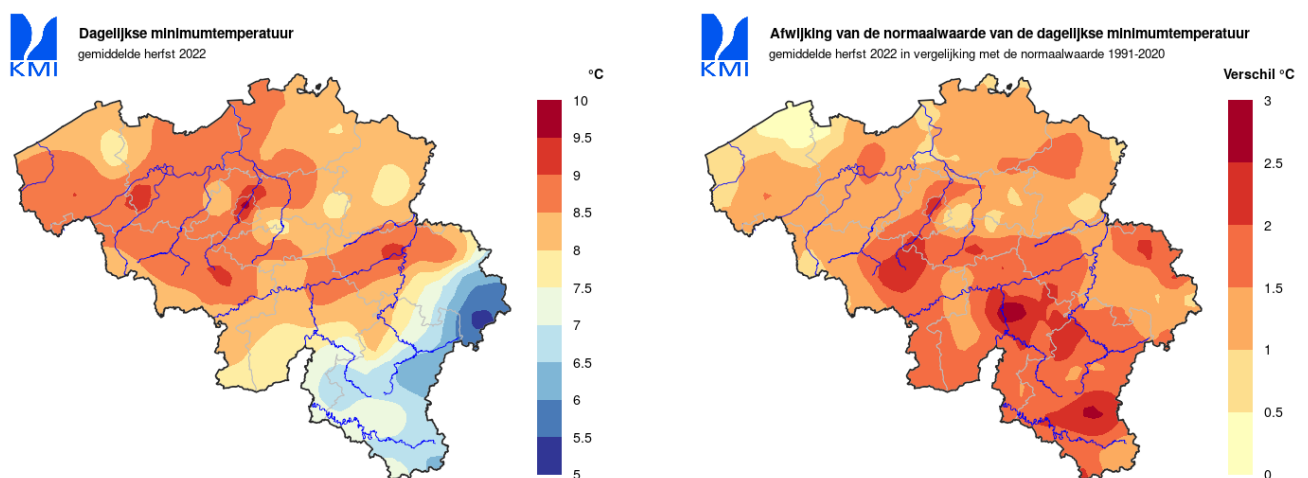 KMI
Dagelijkse minimumtemperatuur
gemiddelde herfst 2022
°C
10
9.5
9
8.5
8
7.5
7
6.5
6
5.5
5
KMI
Afwijking van de normaalwaarde van de dagelijkse minimumtemperatuur
gemiddelde herfst 2022 in vergelijking met de normaalwaarde 1991-2020
Verschil °C
3
2.5
2
1.5
1
0.5
0